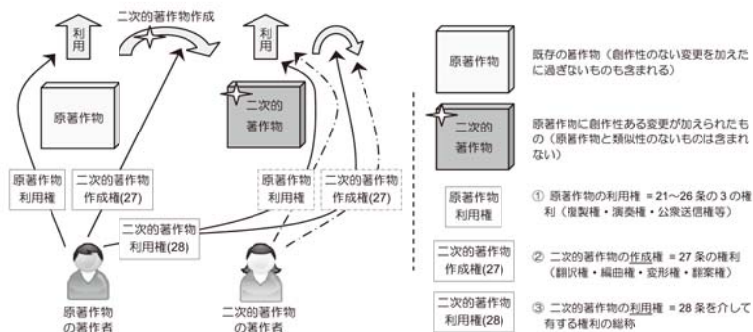 二次的著作物作成
利用
利用
原著作物
二次的
著作物
原著作物
利用権
二次的著作物
作成権(27)
原著作物
利用権
二次的著作物
作成権(27)
二次的著作物
利用権(28)
原著作物
の著作者
二次的著作物
の著作者
原著作物
既存の著作物（創作性のない変更を加えた
に過ぎないものも含まれる）
二次的
著作物
原著作物に創作性ある変更が加えられたも
の（原著作物と類似性のないものは含まれ
ない）
原著作物
利用権
① 原著作物の利用権 = 21～26 条の 3 の権
利（複製権・演奏権・公衆送信権等）
二次的著作物
作成権(27)
② 二次的著作物の作成権 = 27 条の権利
（翻訳権・編曲権・変形権・翻案権）
二次的著作物
利用権(28)
③ 二次的著作物の利用権 = 28 条を介して
有する権利の総称